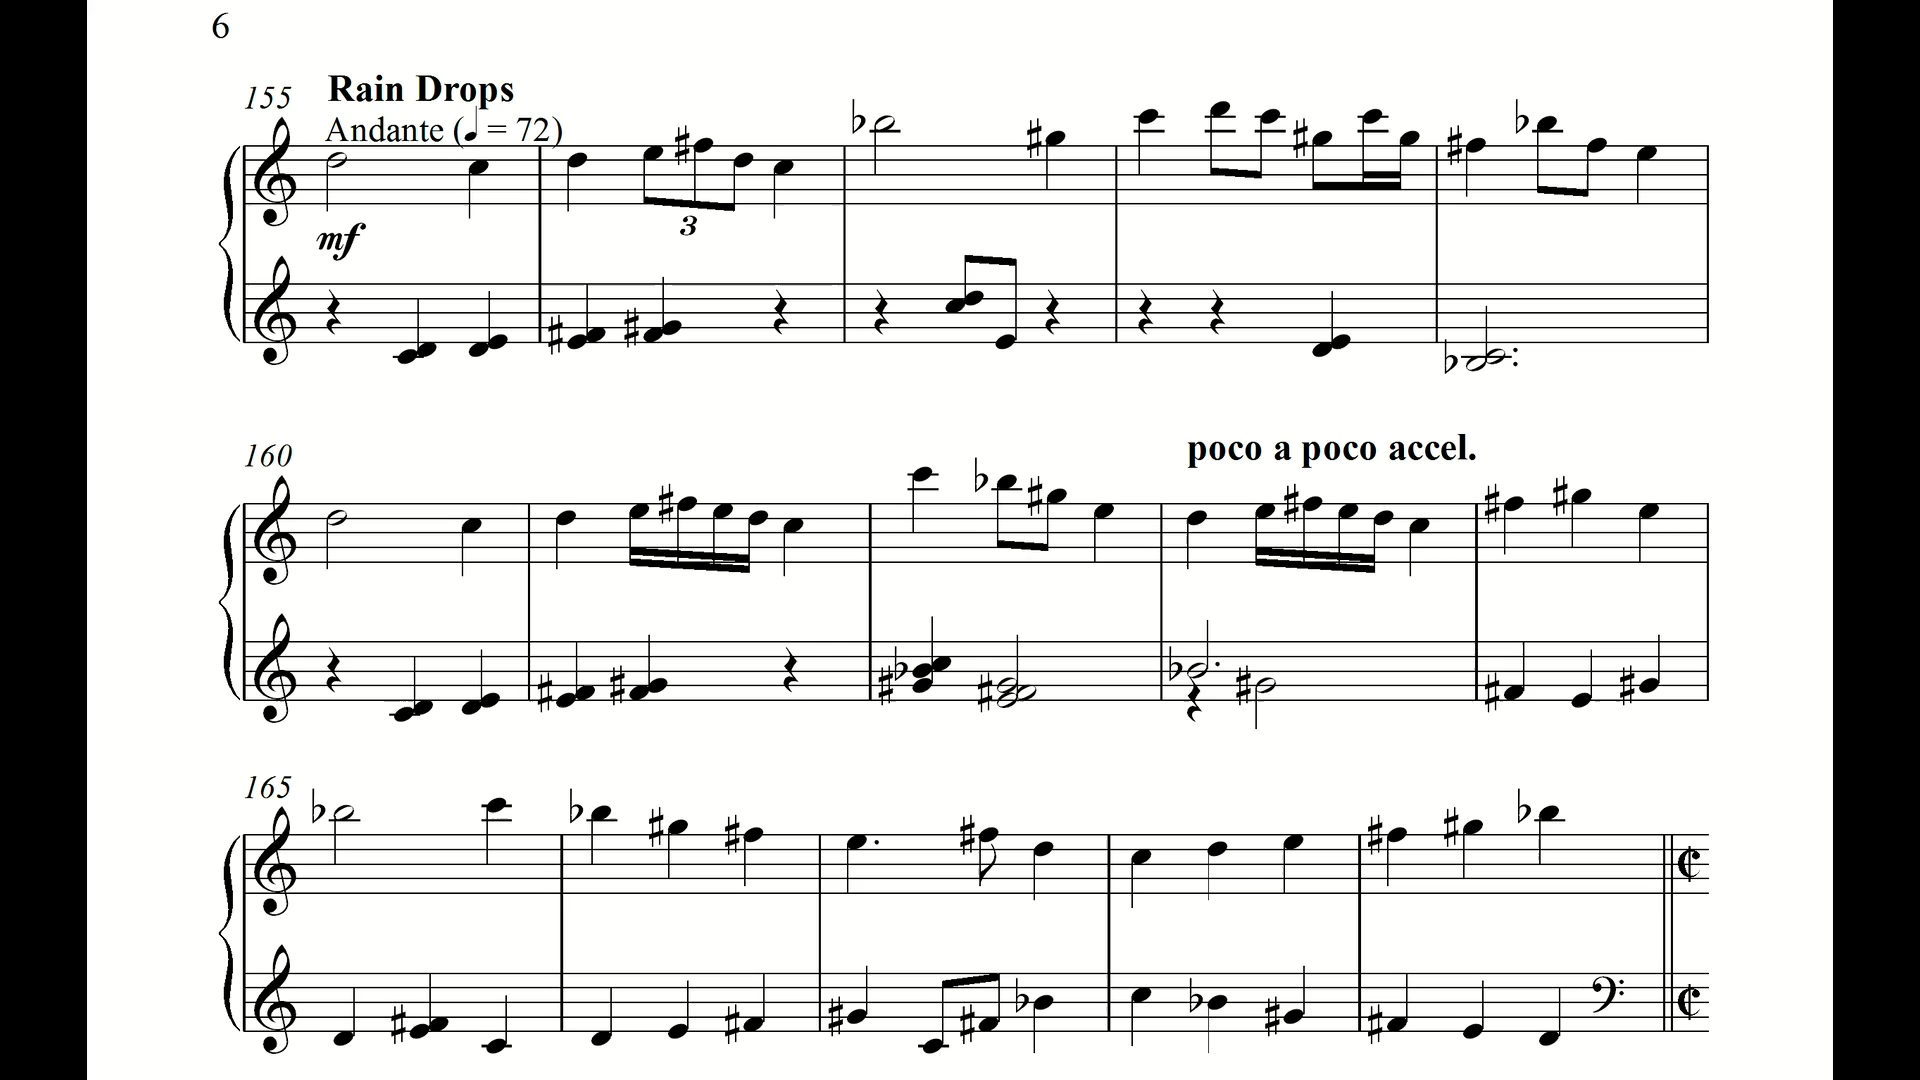 6
155
Rain Drops
Andante (♩ = 72)
mf
3
160
poco a poco accel.
165